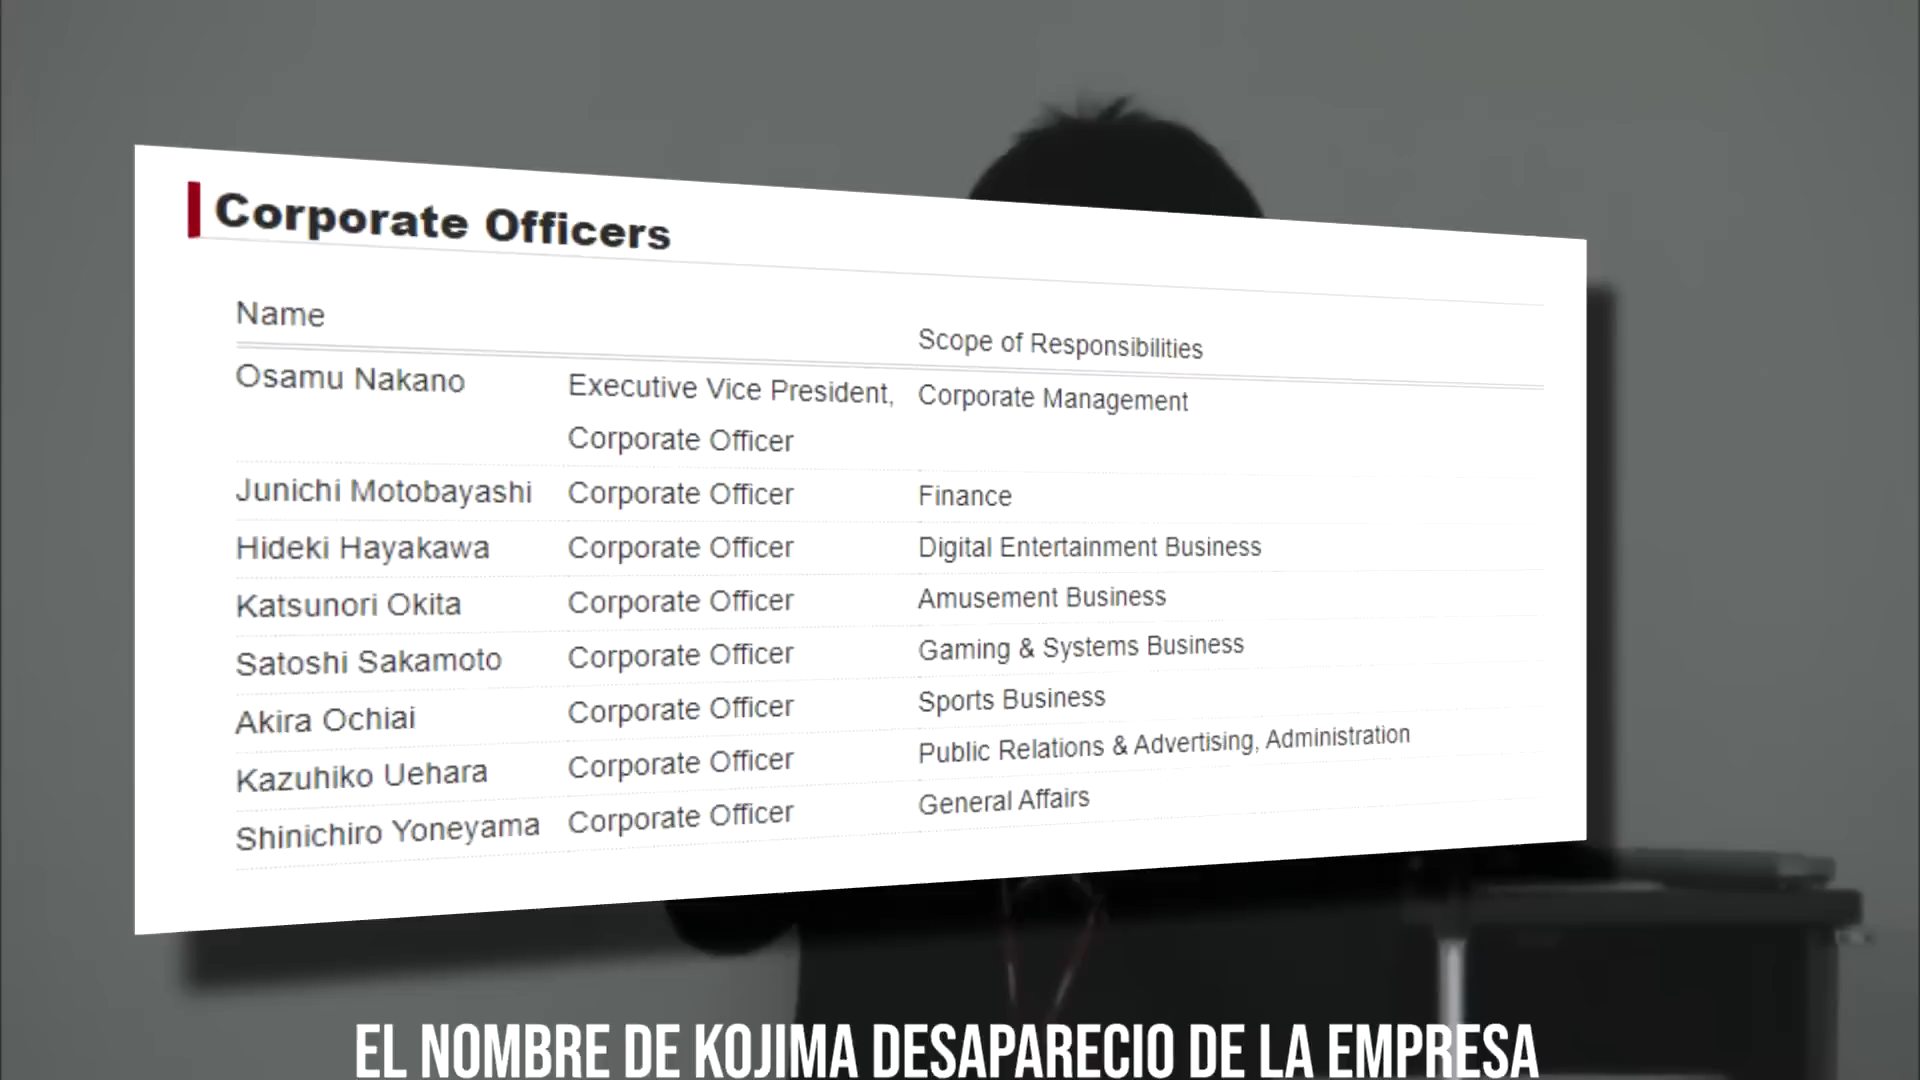 Corporate Officers
Name Scope of Responsibilities
Osamu Nakano Executive Vice President, Corporate Management
Corporate Officer
Junichi Motobayashi Corporate Officer Finance
Hideki Hayakawa Corporate Officer Digital Entertainment Business
Katsunori Okita Corporate Officer Amusement Business
Satoshi Sakamoto Corporate Officer Gaming & Systems Business
Akira Ochiai Corporate Officer Sports Business
Kazuhiko Uehara Corporate Officer Public Relations & Advertising, Administration
Shinichiro Yoneyama Corporate Officer General Affairs
EL NOMBRE DE KOJIMA DESAPARECIO DE LA EMPRESA